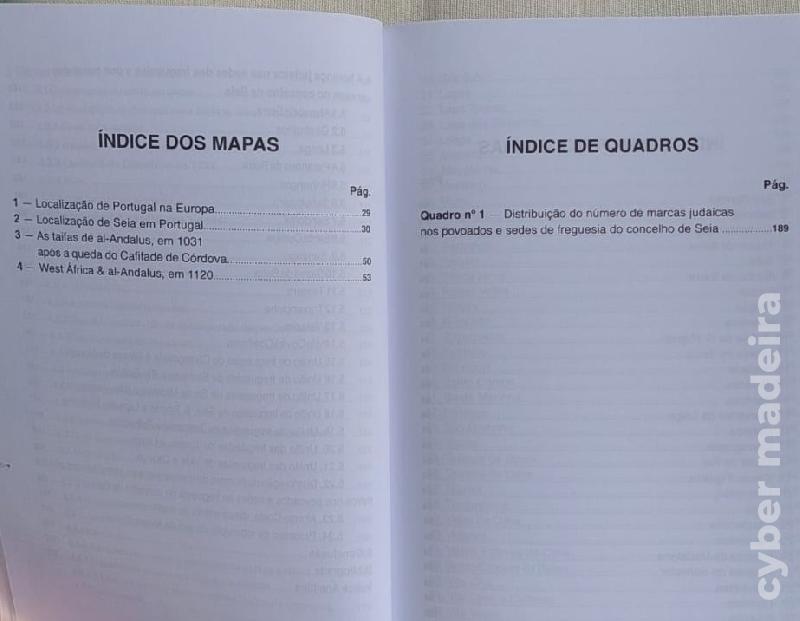 ÍNDICE DOS MAPAS
Pág.
1 – Localização de Portugal na Europa 29
2 – Localização de Seia em Portugal 30
3 – As taifas de al-Andalus, em 1031
após a queda do Califade de Córdova 50
4 – West África & al-Andalus, em 1120 53
ÍNDICE DE QUADROS
Pág.
Quadro nº 1 – Distribuição do número de marcas judaicas
nos povoados e sedes de freguesia do concelho de Seia 189
cyber madeira